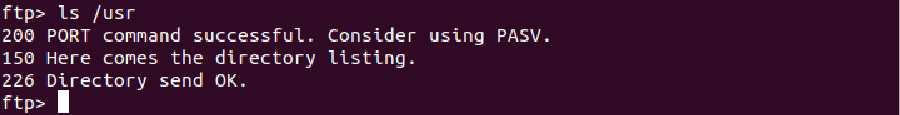 ftp> ls /usr
200 PORT command successful. Consider using PASV.
150 Here comes the directory listing.
226 Directory send OK.
ftp>